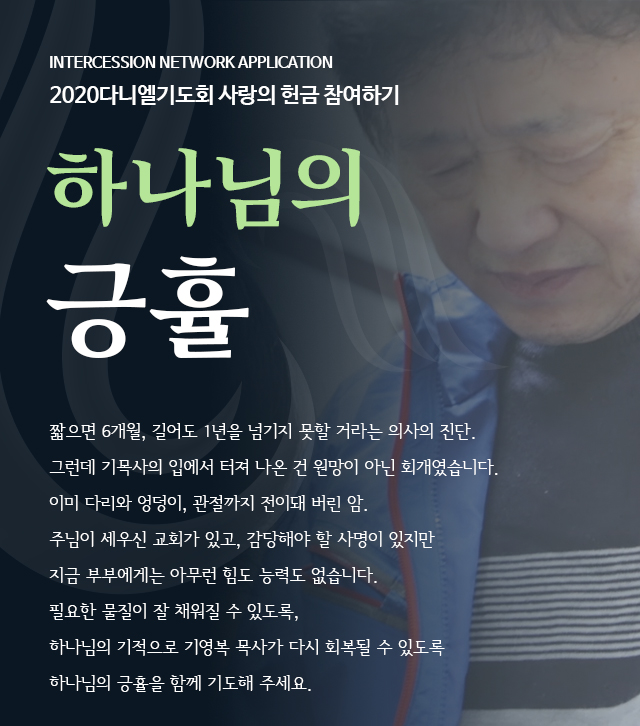 INTERCESSION NETWORK APPLICATION
2020다니엘기도회 사랑의 헌금 참여하기
하나님의
긍휼
짧으면 6개월, 길어도 1년을 넘기지 못할 거라는 의사의 진단.
그런데 기목사의 입에서 터져 나온 건 원망이 아닌 회개였습니다.
이미 다리와 엉덩이, 관절까지 전이돼 버린 암.
주님이 세우신 교회가 있고, 감당해야 할 사명이 있지만
지금 부부에게는 아무런 힘도 능력도 없습니다.
필요한 물질이 잘 채워질 수 있도록,
하나님의 기적으로 기영복 목사가 다시 회복될 수 있도록
하나님의 긍휼을 함께 기도해 주세요.